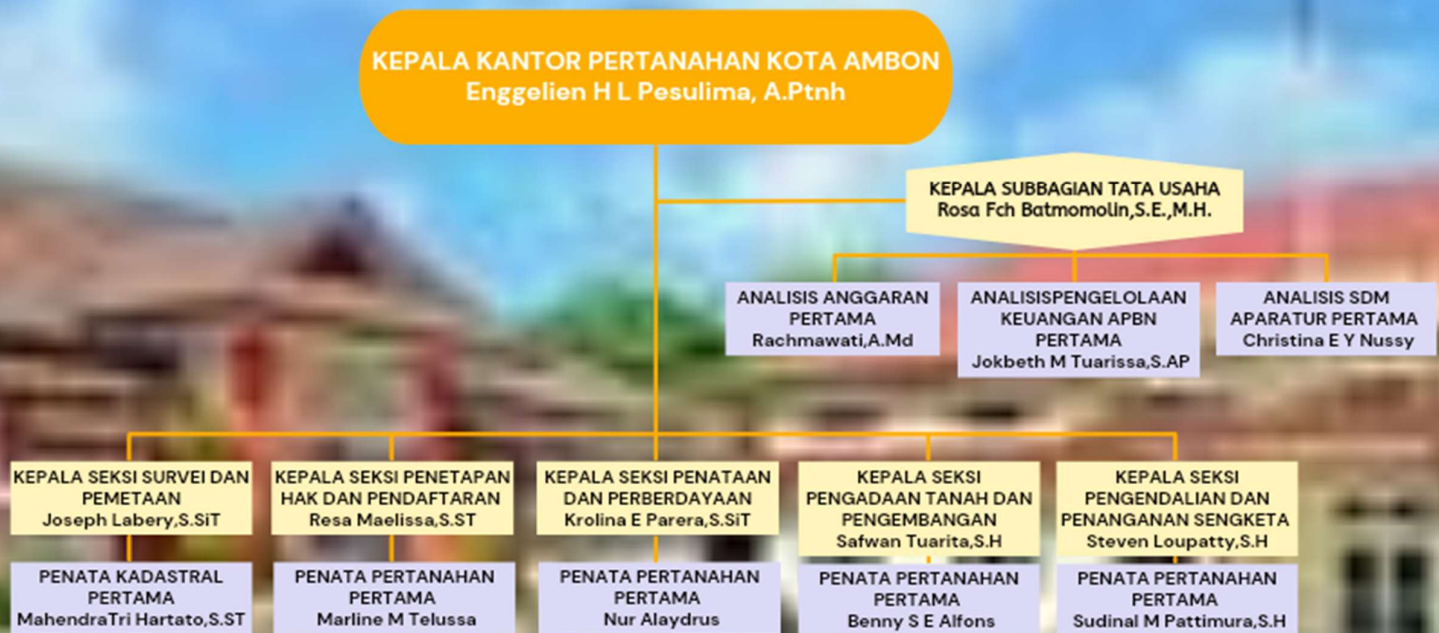 KEPALA KANTOR PERTANAHAN KOTA AMBON
Enggelien H L Pesulima, A.Ptnh
KEPALA SUBBAGIAN TATA USAHA
Rosa Fch Batmomolin,S.E.,M.H.
ANALISIS ANGGARAN
PERTAMA
Rachmawati,A.Md
ANALISISPENGELOLAAN
KEUANGAN APBN
PERTAMA
Jokbeth M Tuarissa,S.AP
ANALISIS SDM
APARATUR PERTAMA
Christina E Y Nussy
KEPALA SEKSI SURVEI DAN
PEMETAAN
Joseph Labery,S.SiT
KEPALA SEKSI PENETAPAN
HAK DAN PENDAFTARAN
Resa Maelissa,S.ST
KEPALA SEKSI PENATAAN
DAN PERBERDAYAAN
Krolina E Parera,S.SiT
KEPALA SEKSI
PENGADAAN TANAH DAN
PENGEMBANGAN
Safwan Tuarita,S.H
KEPALA SEKSI
PENGENDALIAN DAN
PENANGANAN SENGKETA
Steven Loupatty,S.H
PENATA KADASTRAL
PERTAMA
MahendraTri Hartato,S.ST
PENATA PERTANAHAN
PERTAMA
Marline M Telussa
PENATA PERTANAHAN
PERTAMA
Nur Alaydrus
PENATA PERTANAHAN
PERTAMA
Benny S E Alfons
PENATA PERTANAHAN
PERTAMA
Sudinal M Pattimura,S.H